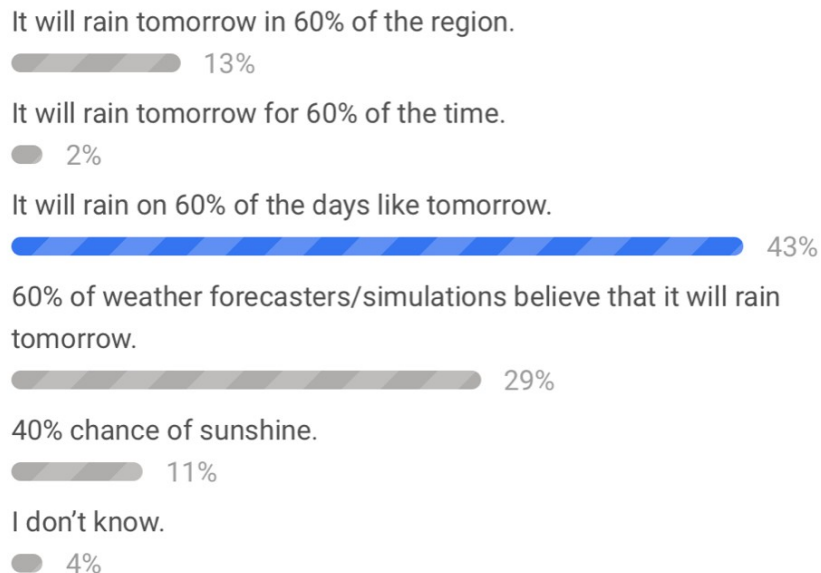 It will rain tomorrow in 60% of the region.
13%
It will rain tomorrow for 60% of the time.
2%
It will rain on 60% of the days like tomorrow.
43%
60% of weather forecasters/simulations believe that it will rain
tomorrow.
29%
40% chance of sunshine.
11%
I don’t know.
4%